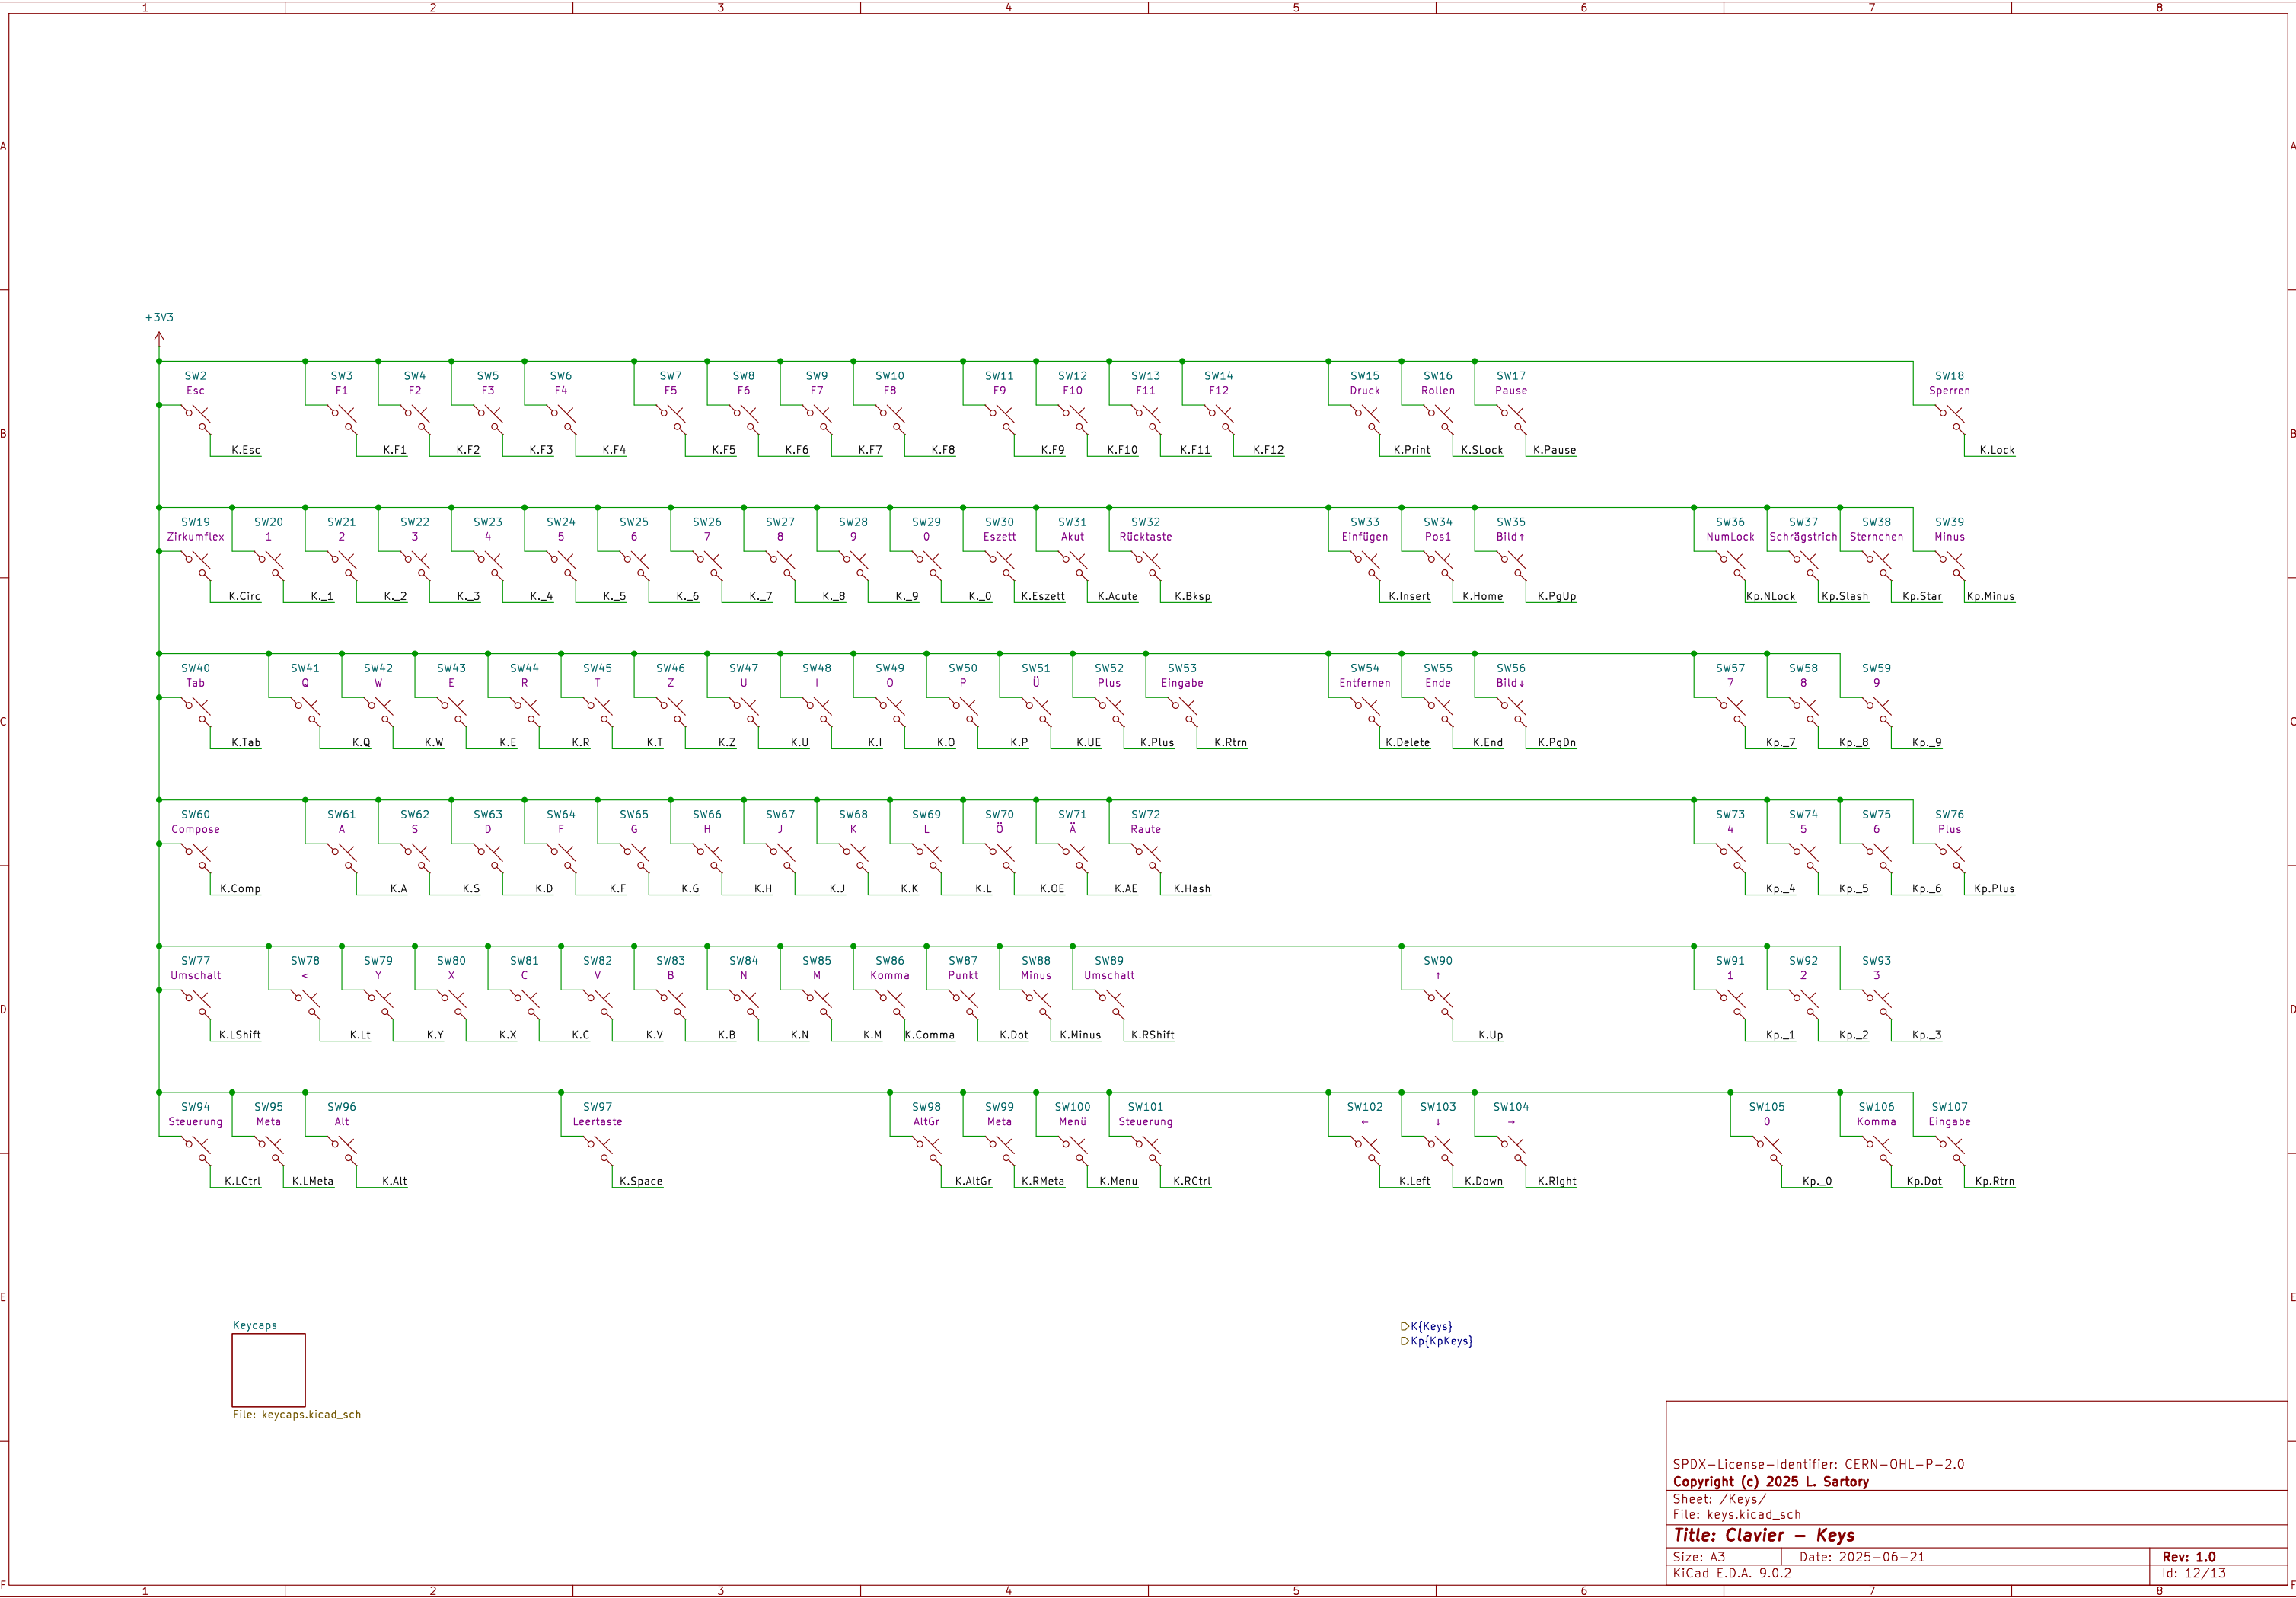 1 2 3 4 5 6 7 8
A A
+3V3
SW2 SW3 SW4 SW5 SW6 SW7 SW8 SW9 SW10 SW11 SW12 SW13 SW14 SW15 SW16 SW17 SW18
Esc F1 F2 F3 F4 F5 F6 F7 F8 F9 F10 F11 F12 Druck Rollen Pause Sperren
B B
K.Esc K.F1 K.F2 K.F3 K.F4 K.F5 K.F6 K.F7 K.F8 K.F9 K.F10 K.F11 K.F12 K.Print K.SLock K.Pause K.Lock
SW19 SW20 SW21 SW22 SW23 SW24 SW25 SW26 SW27 SW28 SW29 SW30 SW31 SW32 SW33 SW34 SW35 SW36 SW37 SW38 SW39
Zirkumflex 1 2 3 4 5 6 7 8 9 0 Eszett Akut Rücktaste Einfügen Pos1 Bild↑ NumLock Schrägstrich Sternchen Minus
K.Circ K._1 K._2 K._3 K._4 K._5 K._6 K._7 K._8 K._9 K._0 K.Eszett K.Acute K.Bksp K.Insert K.Home K.PgUp Kp.NLock Kp.Slash Kp.Star Kp.Minus
SW40 SW41 SW42 SW43 SW44 SW45 SW46 SW47 SW48 SW49 SW50 SW51 SW52 SW53 SW54 SW55 SW56 SW57 SW58 SW59
Tab Q W E R T Z U I O P Ü Plus Eingabe Entfernen Ende Bild↓ 7 8 9
C C
K.Tab K.Q K.W K.E K.R K.T K.Z K.U K.I K.O K.P K.UE K.Plus K.Rtrn K.Delete K.End K.PgDn Kp._7 Kp._8 Kp._9
SW60 SW61 SW62 SW63 SW64 SW65 SW66 SW67 SW68 SW69 SW70 SW71 SW72 SW73 SW74 SW75 SW76
Compose A S D F G H J K L Ö Ä Raute 4 5 6 Plus
K.Comp K.A K.S K.D K.F K.G K.H K.J K.K K.L K.OE K.AE K.Hash Kp._4 Kp._5 Kp._6 Kp.Plus
SW77 SW78 SW79 SW80 SW81 SW82 SW83 SW84 SW85 SW86 SW87 SW88 SW89 SW90 SW91 SW92 SW93
Umschalt < Y X C V B N M Komma Punkt Minus Umschalt ↑ 1 2 3
D D
K.LShift K.Lt K.Y K.X K.C K.V K.B K.N K.M K.Comma K.Dot K.Minus K.RShift K.Up Kp._1 Kp._2 Kp._3
SW94 SW95 SW96 SW97 SW98 SW99 SW100 SW101 SW102 SW103 SW104 SW105 SW106 SW107
Steuerung Meta Alt Leertaste AltGr Meta Menü Steuerung ← ↓ → 0 Komma Eingabe
K.LCtrl K.LMeta K.Alt K.Space K.AltGr K.RMeta K.Menu K.RCtrl K.Left K.Down K.Right Kp._0 Kp.Dot Kp.Rtrn
E E
Keycaps
K{Keys}
Kp{KpKeys}
File: keycaps.kicad_sch
SPDX-License-Identifier: CERN-OHL-P-2.0
Copyright (c) 2025 L. Sartory
Sheet: /Keys/
File: keys.kicad_sch
Title: Clavier – Keys
Size: A3 Date: 2025-06-21 Rev: 1.0
KiCad E.D.A. 9.0.2 Id: 12/13
F F
1 2 3 4 5 6 7 8